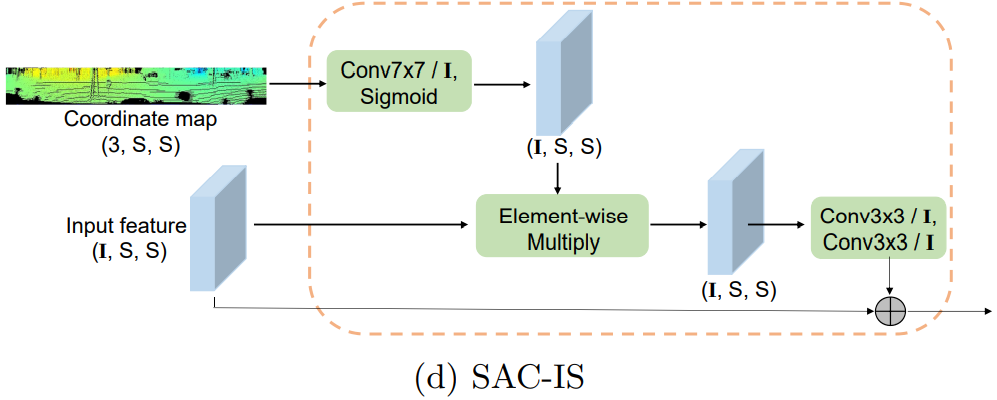 Conv7x7 / I,
Sigmoid
Coordinate map
(3, S, S)
(I, S, S)
Input feature
(I, S, S)
Element-wise
Multiply
Conv3x3 / I,
Conv3x3 / I
(I, S, S)
(d) SAC-IS